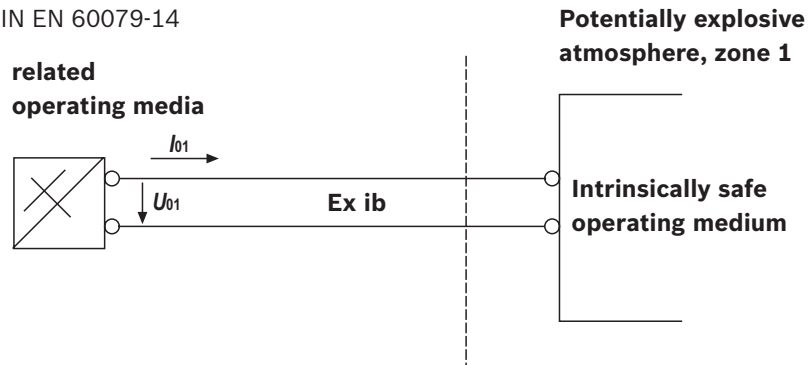 IN EN 60079-14
Potentially explosive
atmosphere, zone 1
related
operating media
I01
U01
Ex ib
Intrinsically safe
operating medium